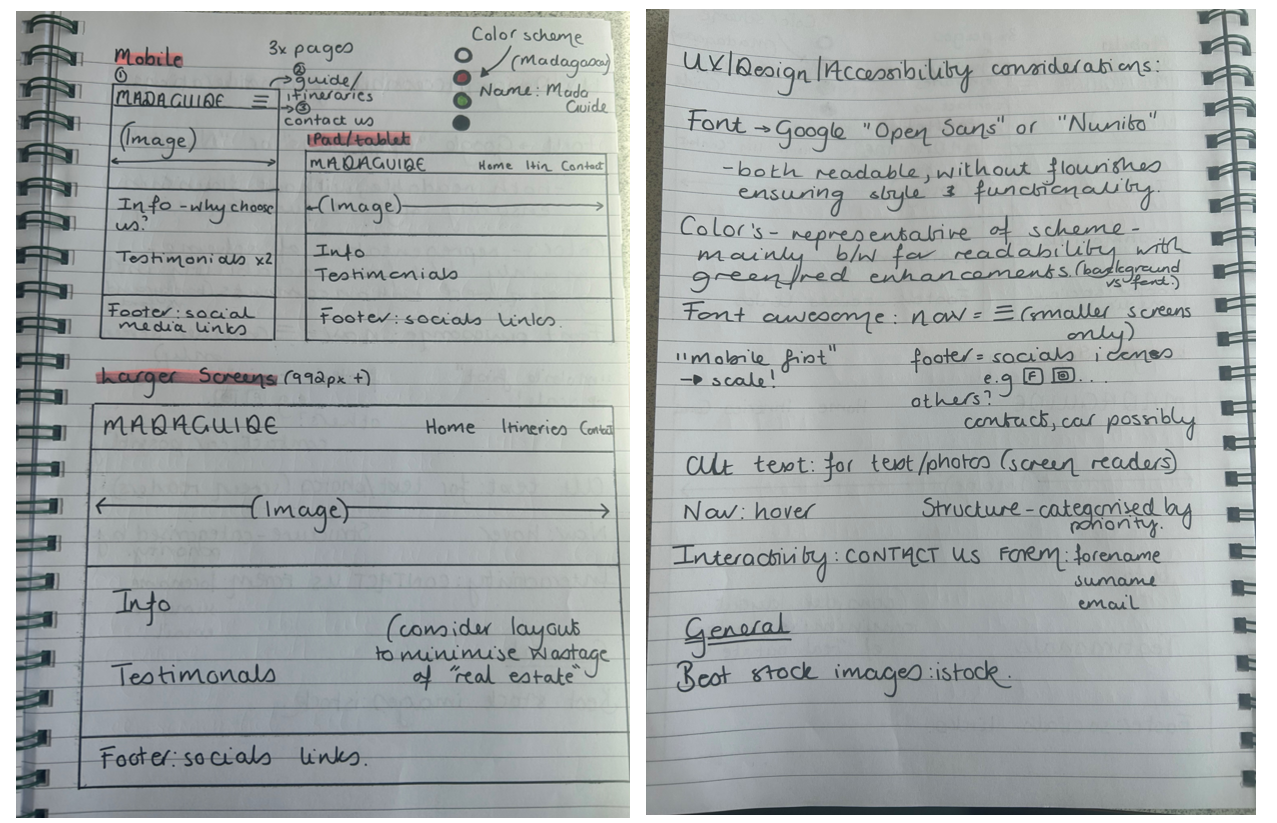 Mobile
①
MADAGUIDE ☰
(Image)
Info - why choose
us?
Testimonials x2
Footer: social
media links
3x pages
②
→ guide/
itineraries
→ ③
contact us
Color scheme
(Madagascar)
Name: Mada
Guide
iPad/tablet
MADAGUIDE Home Itin Contact
(Image)
Info
Testimonials
Footer: socials links.
Larger Screens (992px +)
MADAGUIDE Home Itineries Contact
(Image)
Info
(consider layout
to minimise wastage
of "real estate"
Testimonals
Footer: socials links.
UX/Design/Accessibility considerations:
Font → Google "Open Sans" or "Nunito"
- both readable, without flourishes
ensuring style & functionality.
Color's - representative of scheme -
mainly b/w for readability with
green/red enhancements. (background
vs
Font awesome: nav = ☰ (smaller screens
only)
"mobile first"
→ scale!
footer = socials icones
e.g F ...
others?
contacts, car possibly
Alt text: for text/photos (screen readers)
Nav: hover
Structure - categorised by
priority.
Interactivity: CONTACT US FORM: forename
surname
email
General
Best stock images: istock.